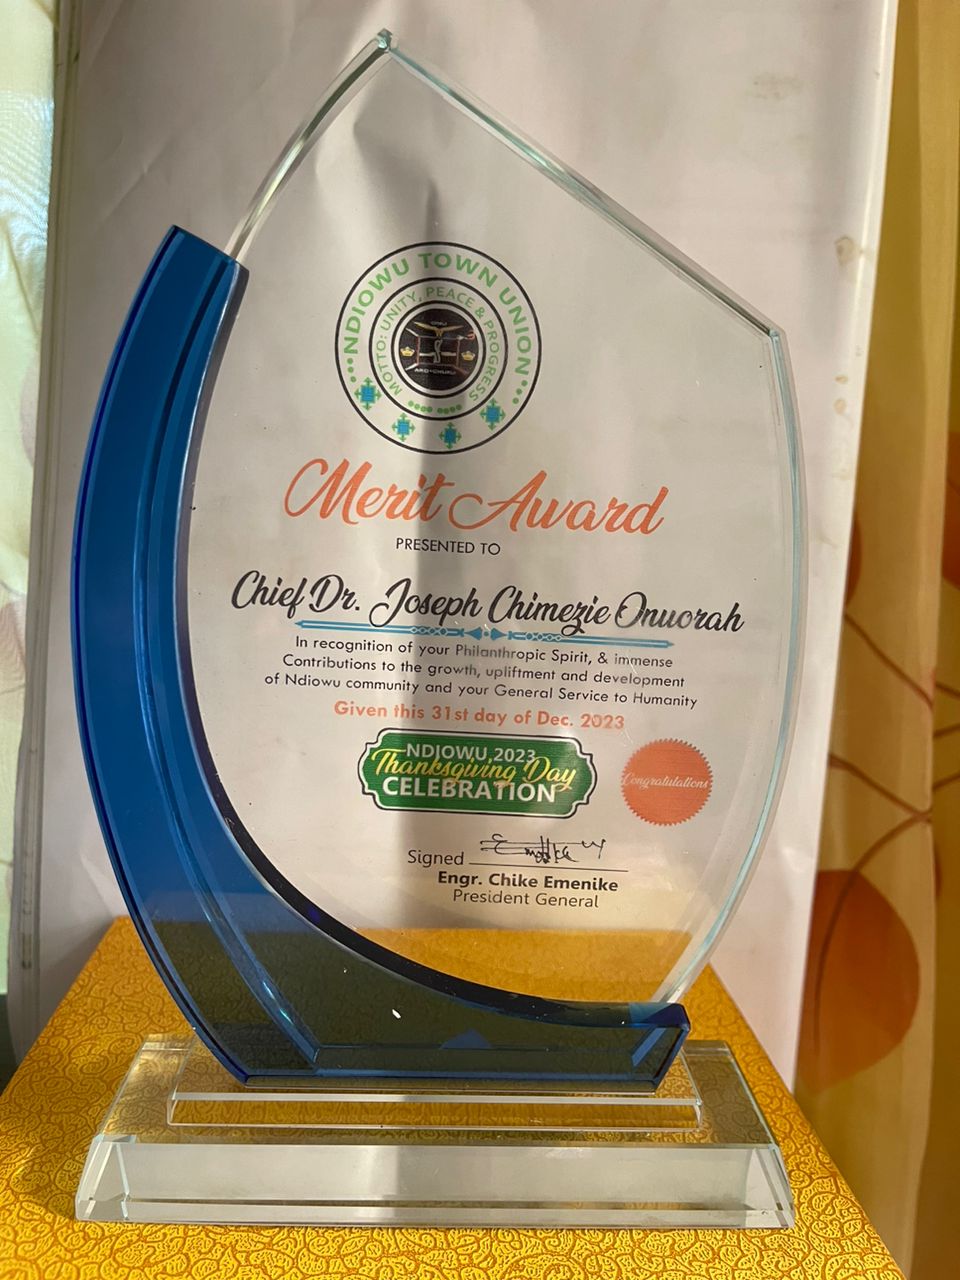 NDIOWU TOWN UNION
MOTTO: UNITY, PEACE & PROGRESS
Merit Award
PRESENTED TO
Chief Dr. Joseph Chimezie Onuorah
In recognition of your Philanthropic Spirit, & immense
Contributions to the growth, upliftment and development
of Ndiowu community and your General Service to Humanity
Given this 31st day of Dec. 2023
NDIOWU 2023
Thanksgiving Day
CELEBRATION
Congratulations
Signed
Engr. Chike Emenike
President General